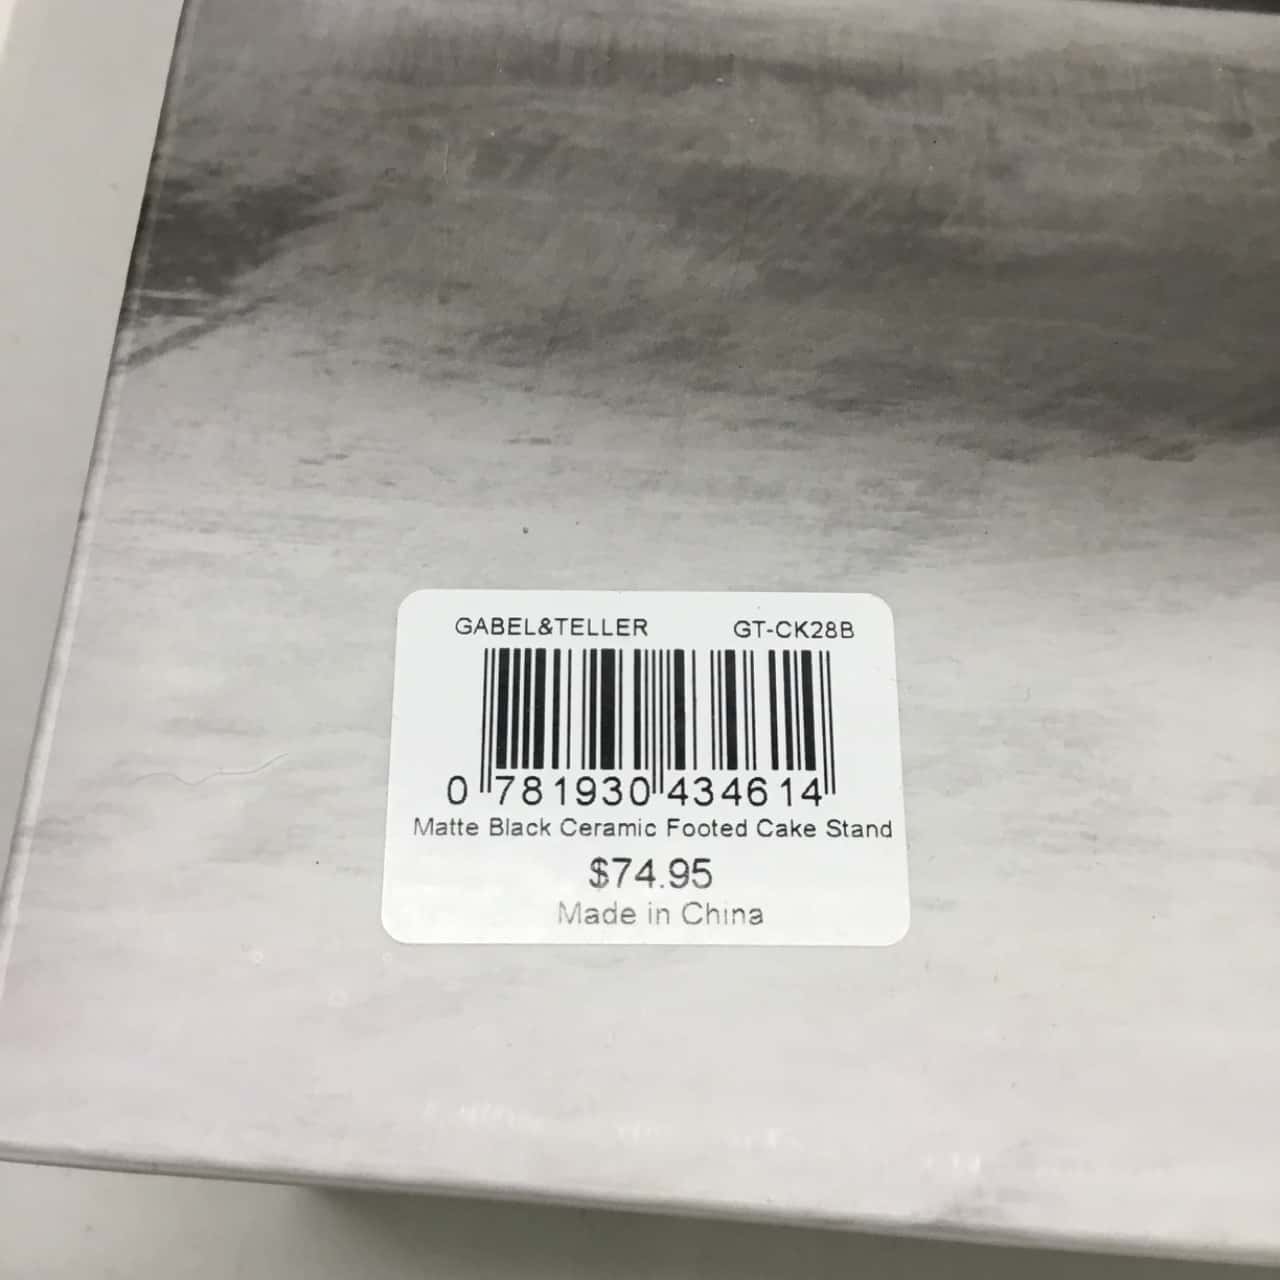 GABEL&TELLER GT-CK28B
0 781930 434614
Matte Black Ceramic Footed Cake Stand
$74.95
Made in China